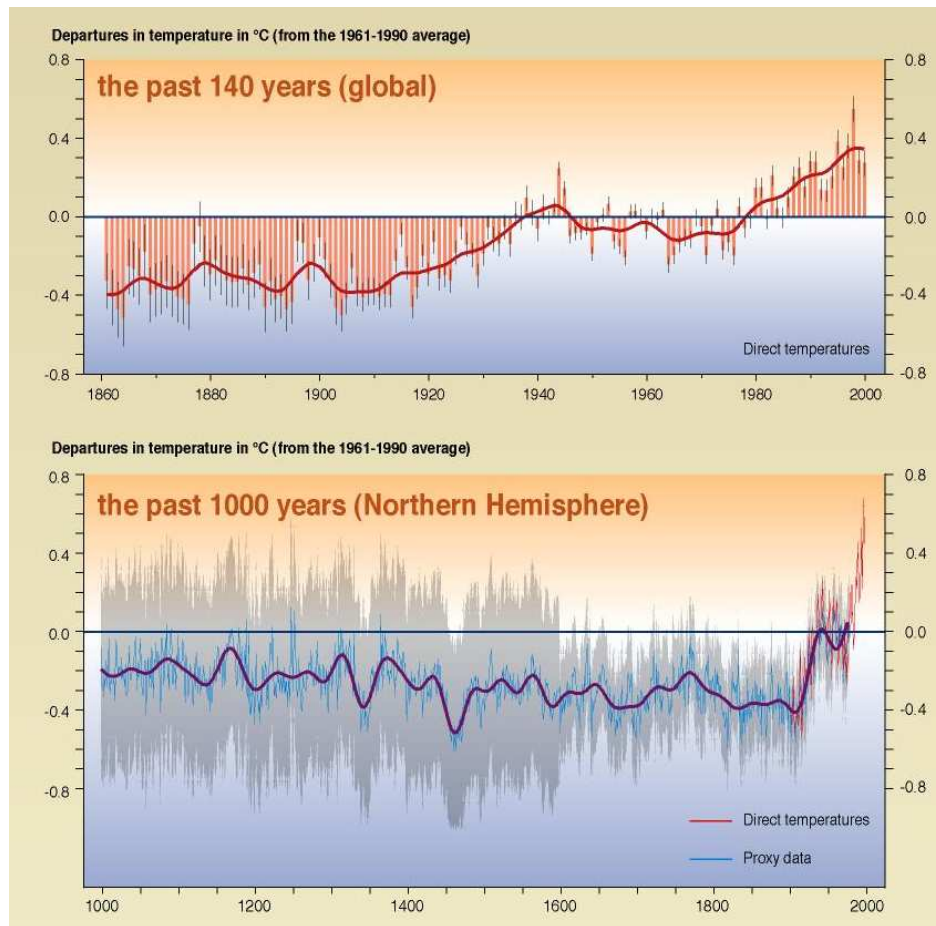 Departures in temperature in °C (from the 1961-1990 average)
the past 140 years (global)
0.8 0.8
0.4 0.4
0.0 0.0
-0.4 -0.4
Direct temperatures
-0.8 -0.8
1860 1880 1900 1920 1940 1960 1980 2000
Departures in temperature in °C (from the 1961-1990 average)
0.8 0.8
the past 1000 years (Northern Hemisphere)
0.4 0.4
0.0 0.0
-0.4 -0.4
-0.8 -0.8
Direct temperatures
Proxy data
1000 1200 1400 1600 1800 2000